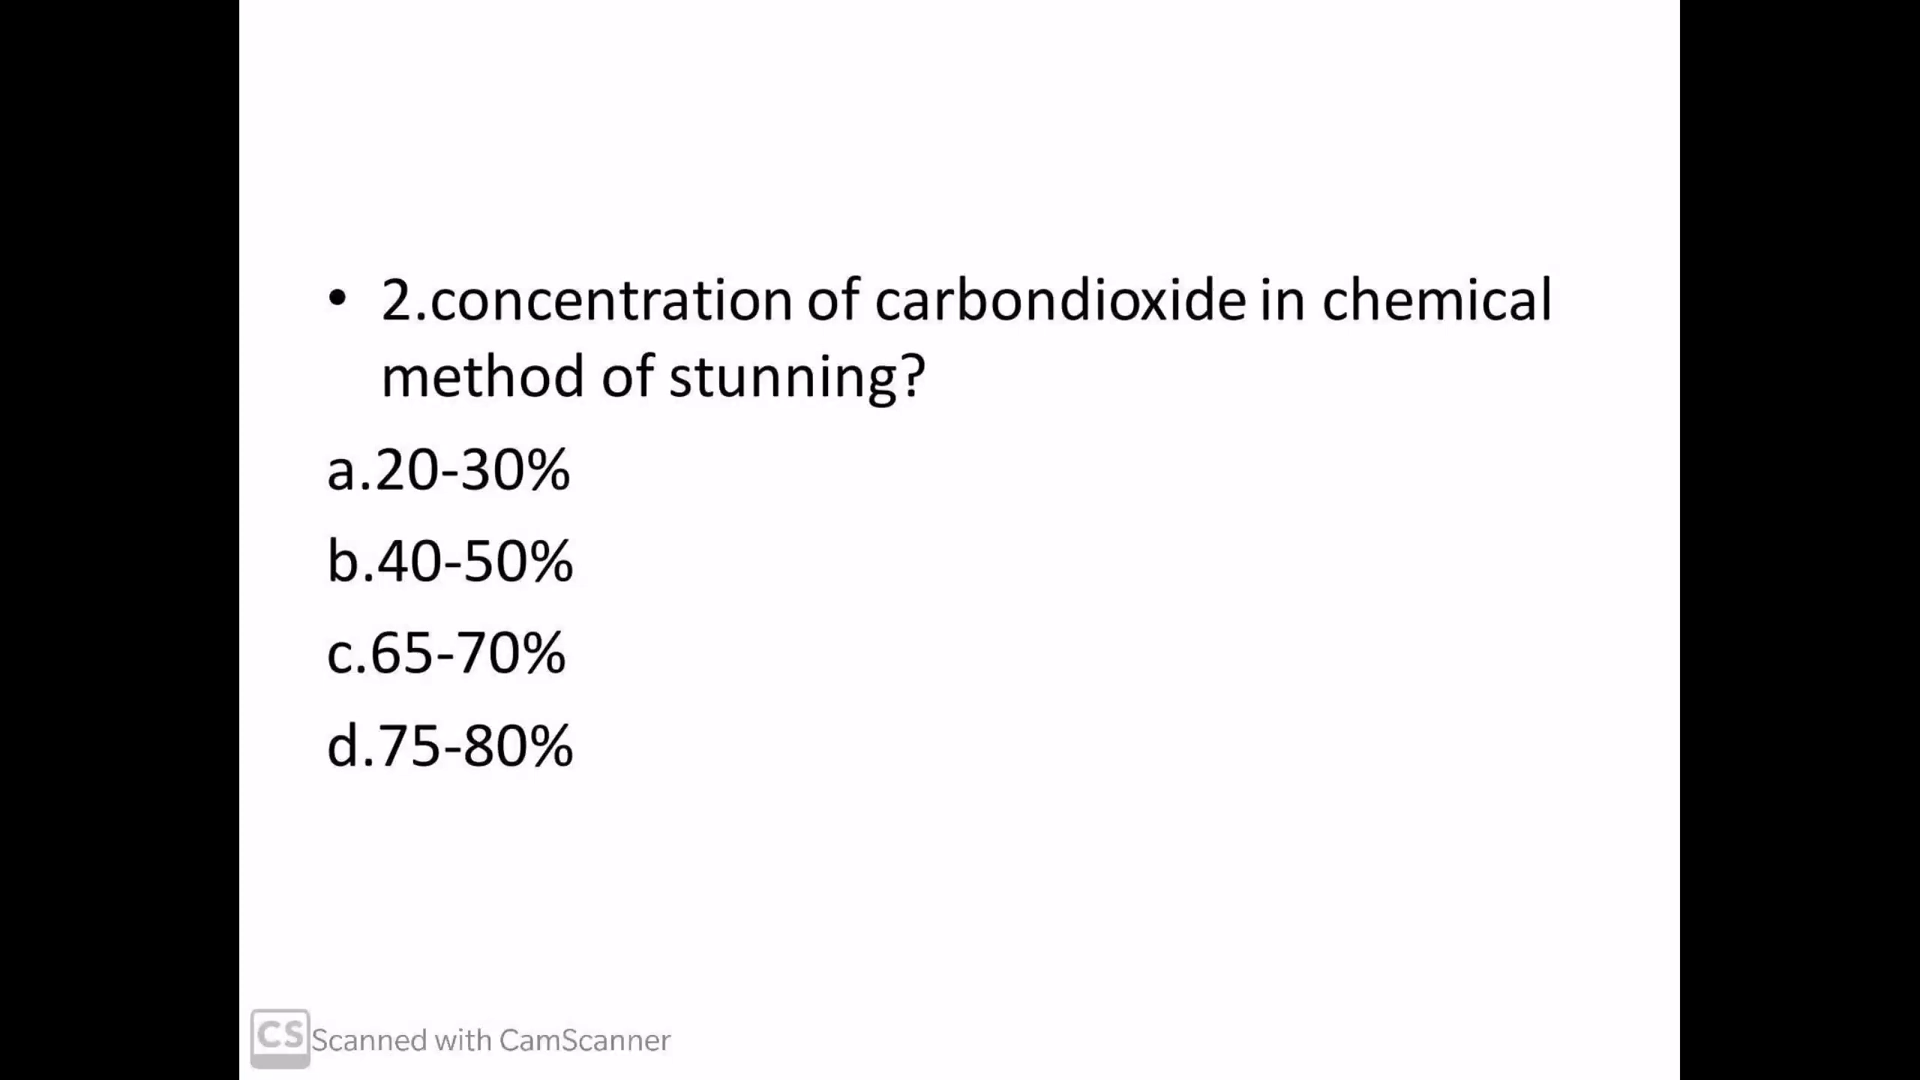 • 2.concentration of carbondioxide in chemical
method of stunning?
a.20-30%
b.40-50%
c.65-70%
d.75-80%
CS Scanned with CamScanner